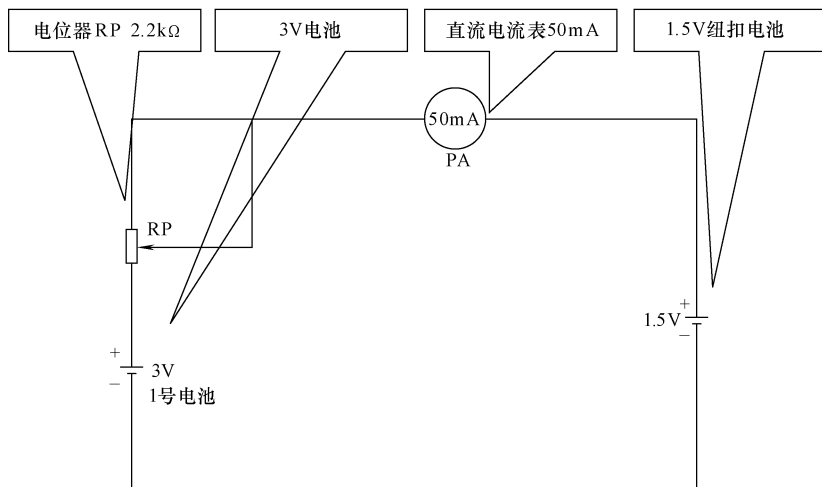 电位器RP 2.2kΩ
3V电池
直流电流表50mA
1.5V纽扣电池
50mA
PA
RP
+
1.5V
−
+
3V
−
1号电池